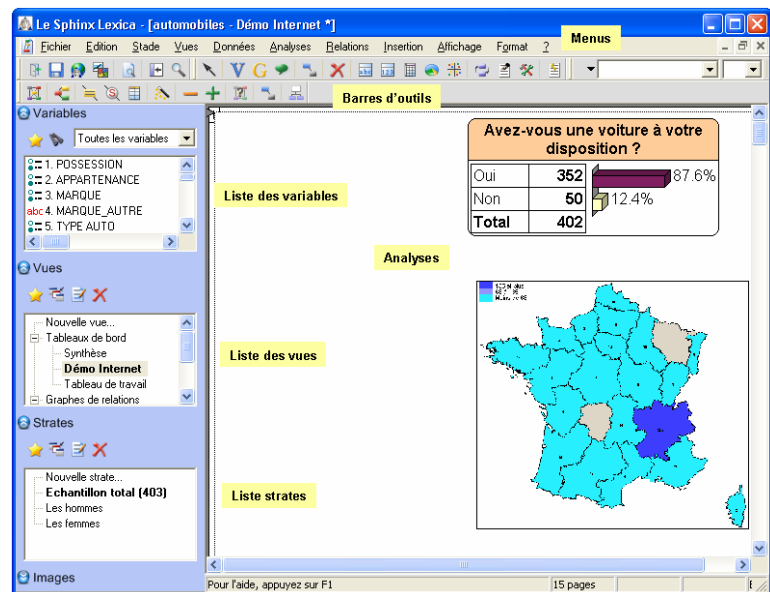 Le Sphinx Lexica - [automobiles - Démo Internet *]
Fichier Edition Stade Vues Données Analyses Relations Insertion Affichage Format ?
Menus
V G
Barres d'outils
Variables
Toutes les variables
1. POSSESSION
2. APPARTENANCE
3. MARQUE
abc 4. MARQUE_AUTRE
5. TYPE AUTO
Liste des variables
Avez-vous une voiture à votre
disposition ?
Oui 352 87.6%
Non 50 12.4%
Total 402
Analyses
Vues
Nouvelle vue...
Tableaux de bord
Synthèse
Démo Internet
Tableau de travail
Graphes de relations
Liste des vues
Strates
Nouvelle strate...
Echantillon total (403)
Les hommes
Les femmes
Liste strates
Images
Pour l'aide, appuyez sur F1
15 pages